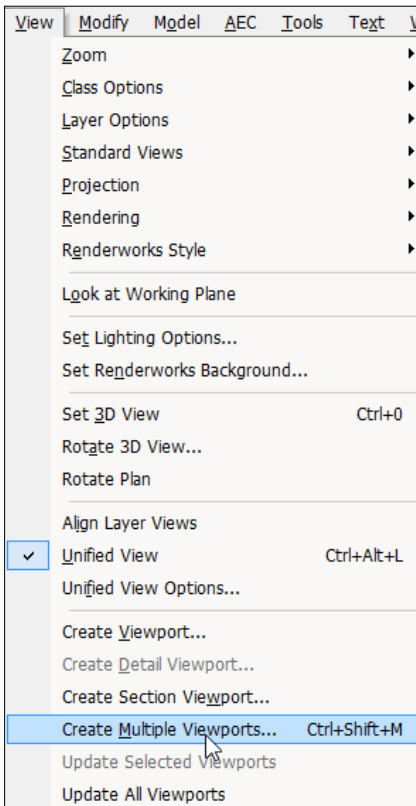 View Modify Model AEC Tools Text
Zoom
Class Options
Layer Options
Standard Views
Projection
Rendering
Renderworks Style
Look at Working Plane
Set Lighting Options...
Set Renderworks Background...
Set 3D View Ctrl+0
Rotate 3D View...
Rotate Plan
Align Layer Views
Unified View Ctrl+Alt+L
Unified View Options...
Create Viewport...
Create Detail Viewport...
Create Section Viewport...
Create Multiple Viewports... Ctrl+Shift+M
Update Selected Viewports
Update All Viewports